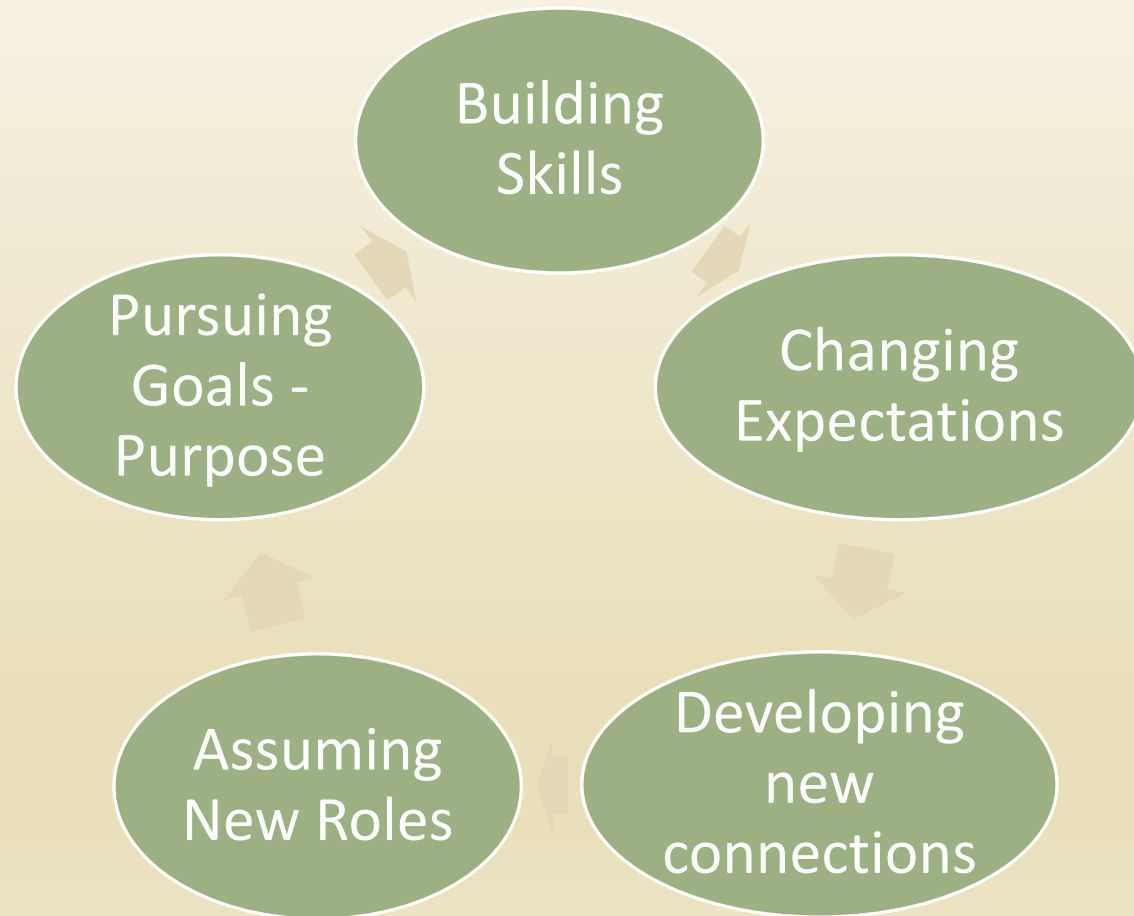 Building
Skills
Changing
Expectations
Developing
new
connections
Assuming
New Roles
Pursuing
Goals -
Purpose